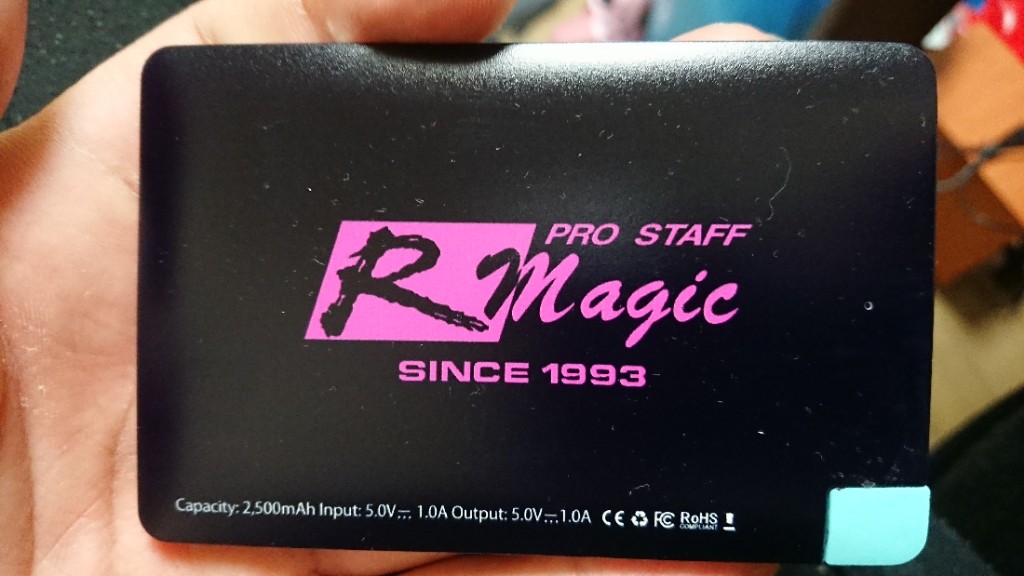 PRO STAFF
R Magic
SINCE 1993
Capacity: 2,500mAh Input: 5.0V⎓ 1.0A Output: 5.0V⎓1.0A CE FC RoHS
COMPLIANT